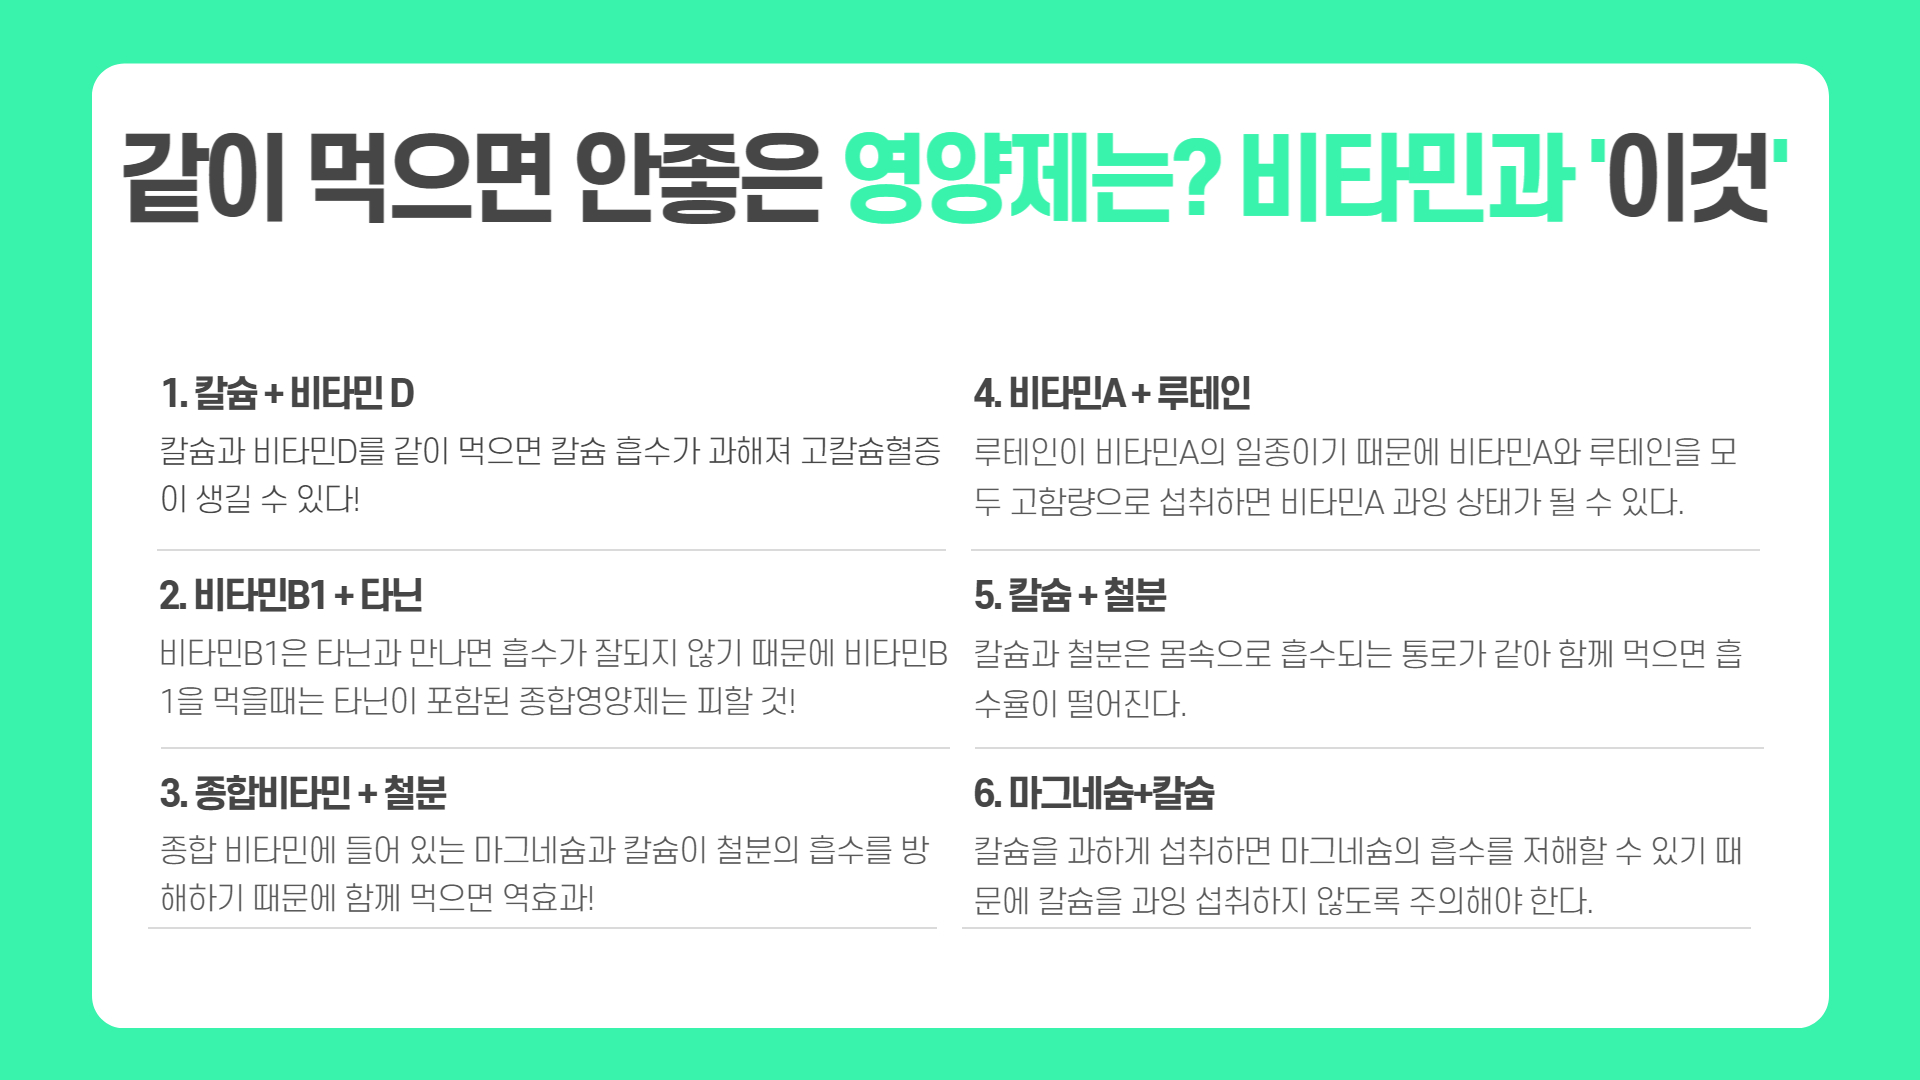 같이 먹으면 안좋은 영양제는? 비타민과 '이것'
1. 칼슘 + 비타민 D
칼슘과 비타민D를 같이 먹으면 칼슘 흡수가 과해져 고칼슘혈증
이 생길 수 있다!
2. 비타민B1 + 타닌
비타민B1은 타닌과 만나면 흡수가 잘되지 않기 때문에 비타민B
1을 먹을때는 타닌이 포함된 종합영양제는 피할 것!
3. 종합비타민 + 철분
종합 비타민에 들어 있는 마그네슘과 칼슘이 철분의 흡수를 방
해하기 때문에 함께 먹으면 역효과!
4. 비타민A + 루테인
루테인이 비타민A의 일종이기 때문에 비타민A와 루테인을 모
두 고함량으로 섭취하면 비타민A 과잉 상태가 될 수 있다.
5. 칼슘 + 철분
칼슘과 철분은 몸속으로 흡수되는 통로가 같아 함께 먹으면 흡
수율이 떨어진다.
6. 마그네슘+칼슘
칼슘을 과하게 섭취하면 마그네슘의 흡수를 저해할 수 있기 때
문에 칼슘을 과잉 섭취하지 않도록 주의해야 한다.